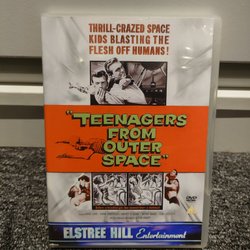 THRILL-CRAZED SPACE
KIDS BLASTING THE
FLESH OFF HUMANS!
"TEENAGERS
FROM
OUTER
SPACE"
DVD
ELSTREE HILL Entertainment